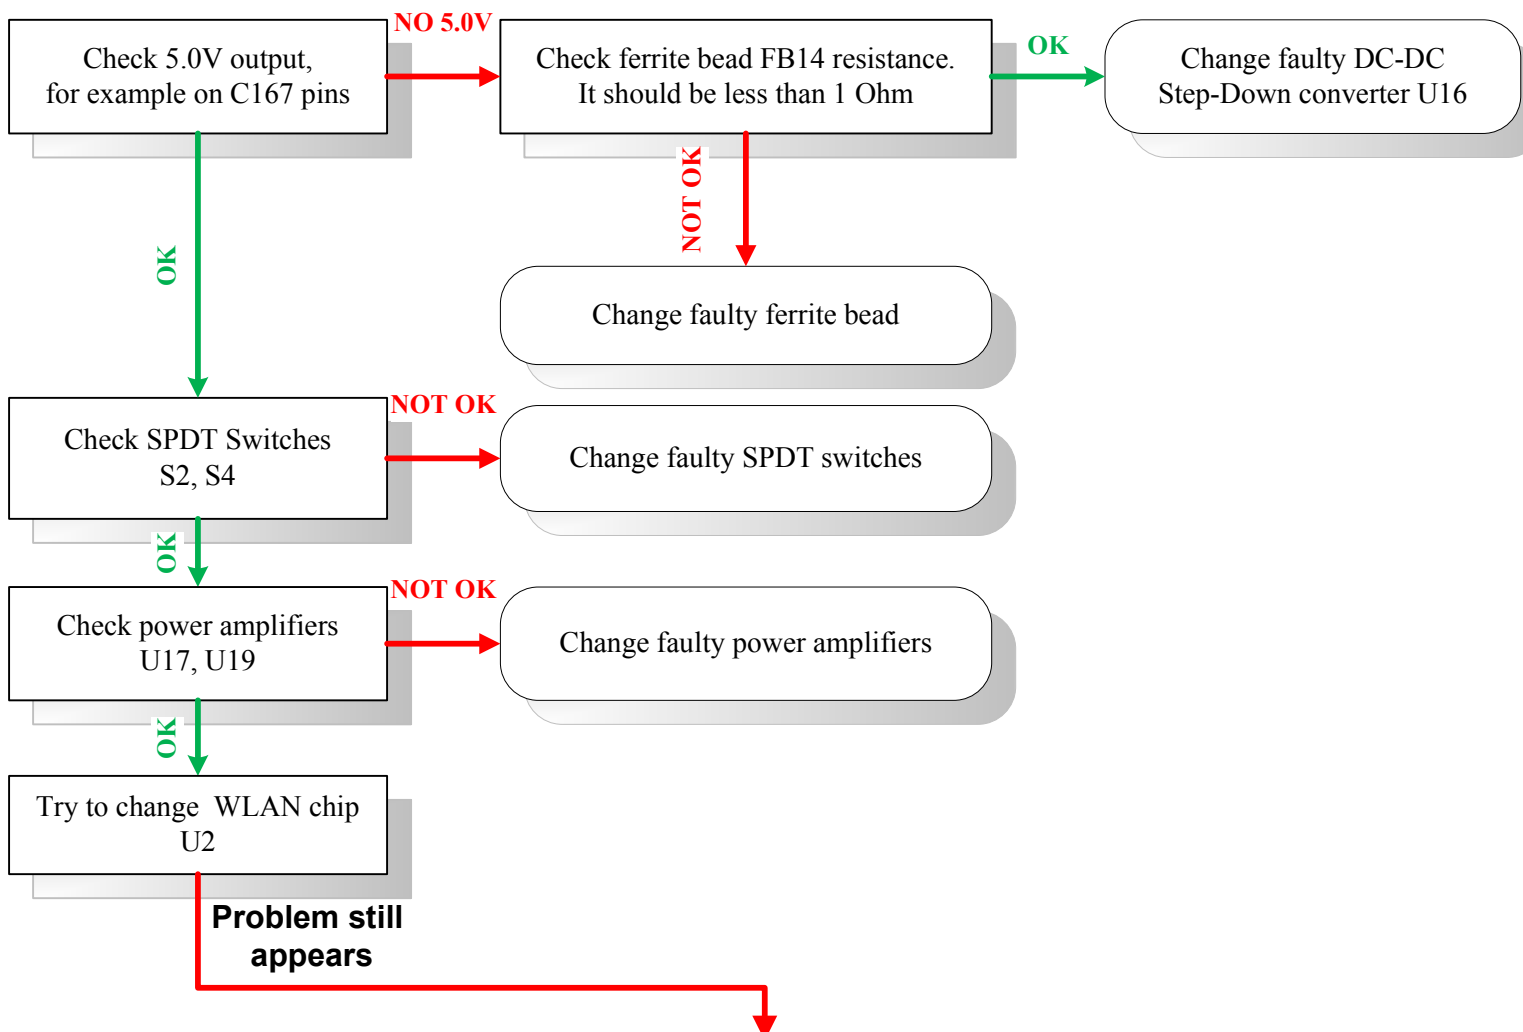 NO 5.0V
Check 5.0V output,
for example on C167 pins
Check ferrite bead FB14 resistance.
It should be less than 1 Ohm
OK
Change faulty DC-DC
Step-Down converter U16
NOT OK
OK
Change faulty ferrite bead
Check SPDT Switches
S2, S4
NOT OK
Change faulty SPDT switches
OK
Check power amplifiers
U17, U19
NOT OK
Change faulty power amplifiers
OK
Try to change  WLAN chip
U2
Problem still
appears